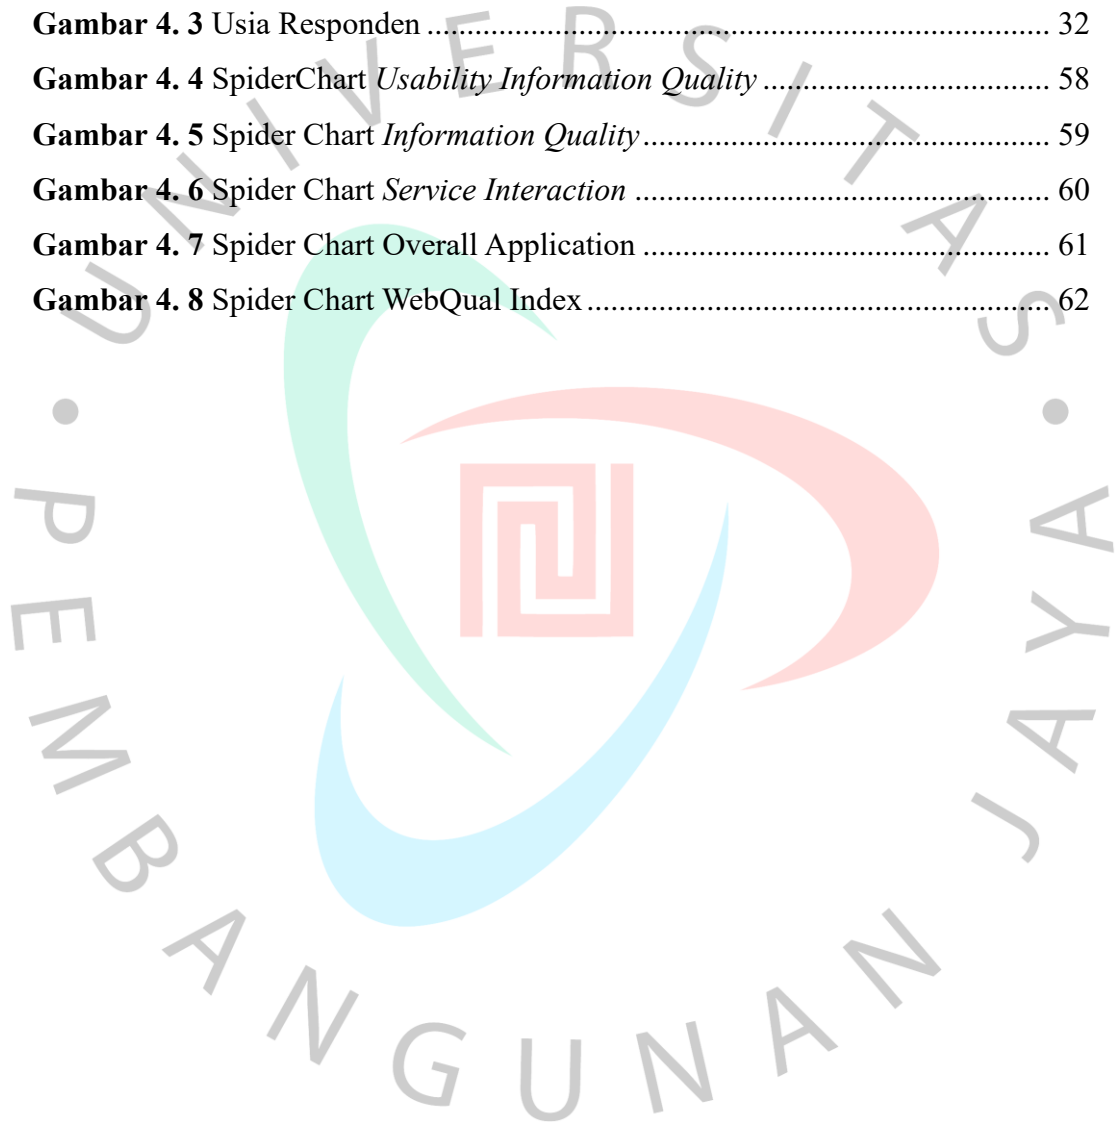 Gambar 4. 3 Usia Responden ........................................................................... 32
Gambar 4. 4 SpiderChart Usability Information Quality ................................... 58
Gambar 4. 5 Spider Chart Information Quality ................................................. 59
Gambar 4. 6 Spider Chart Service Interaction .................................................. 60
Gambar 4. 7 Spider Chart Overall Application ................................................. 61
Gambar 4. 8 Spider Chart WebQual Index ........................................................ 62
UNIVERSITAS • PEMBANGUNAN JAYA •